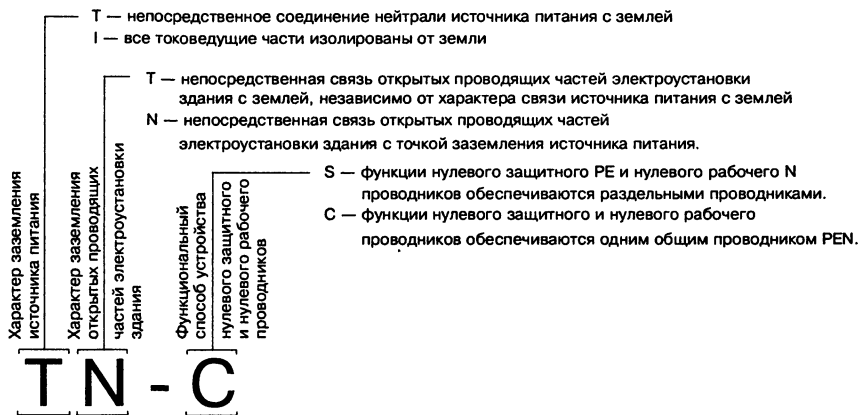 T — непосредственное соединение нейтрали источника питания с землей
I — все токоведущие части изолированы от земли
T — непосредственная связь открытых проводящих частей электроустановки
здания с землей, независимо от характера связи источника питания с землей
N — непосредственная связь открытых проводящих частей
электроустановки здания с точкой заземления источника питания.
S — функции нулевого защитного PE и нулевого рабочего N
проводников обеспечиваются раздельными проводниками.
C — функции нулевого защитного и нулевого рабочего
проводников обеспечиваются одним общим проводником PEN.
Характер заземления
источника питания
Характер заземления
открытых проводящих
частей электроустановки
здания
Функциональный
способ устройства
нулевого защитного
и нулевого рабочего
проводников
T N - C